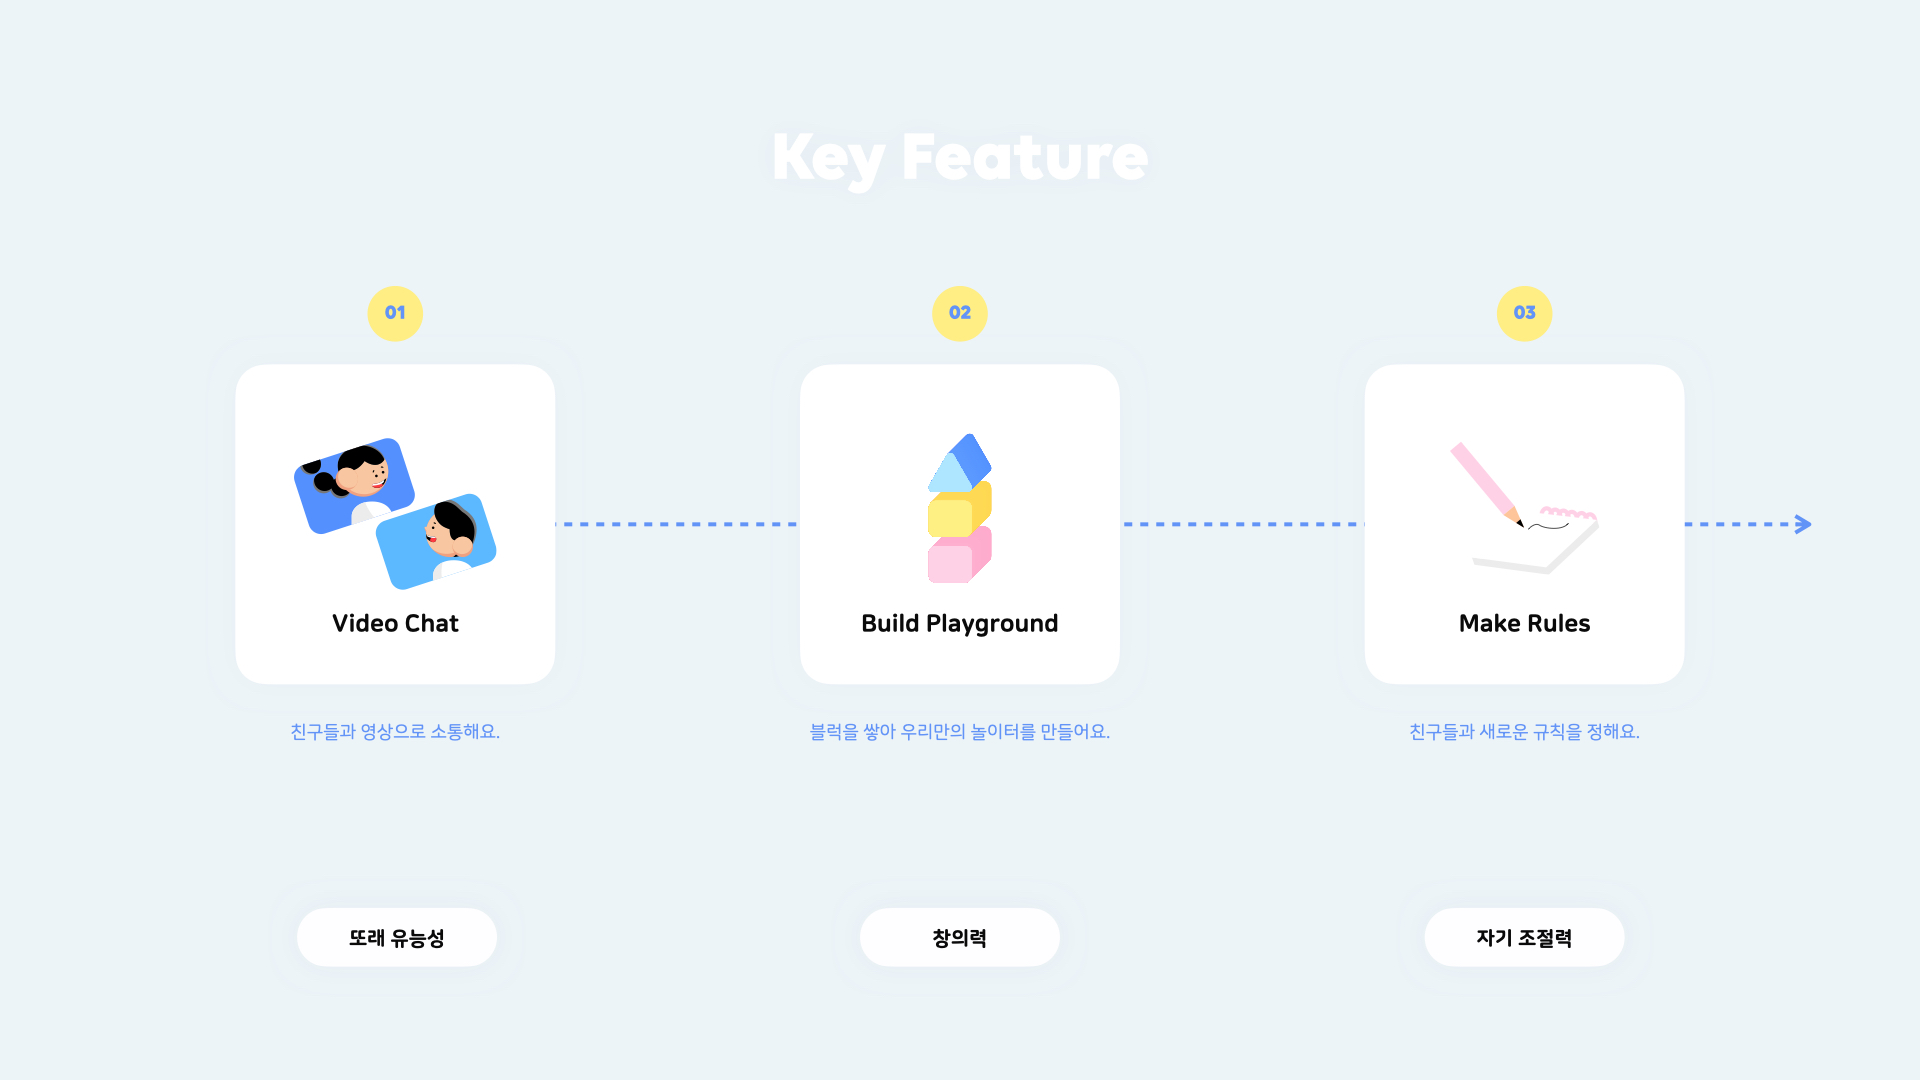 Key Feature
01
02
03
Video Chat
Build Playground
Make Rules
친구들과 영상으로 소통해요.
블럭을 쌓아 우리만의 놀이터를 만들어요.
친구들과 새로운 규칙을 정해요.
또래 유능성
창의력
자기 조절력